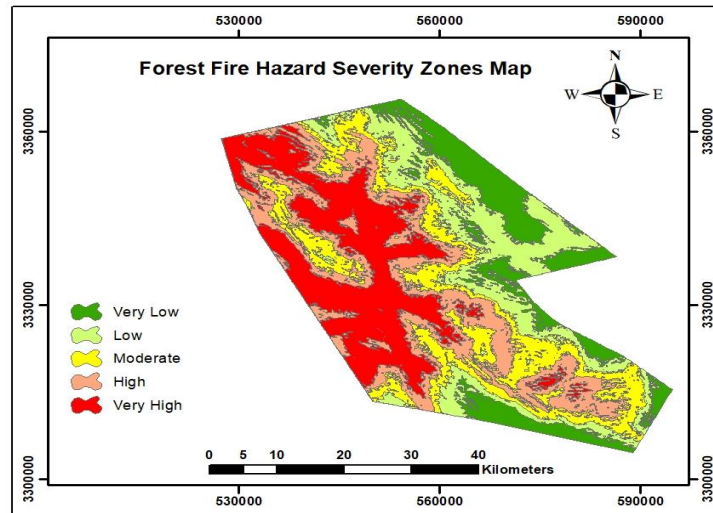 530000 560000 590000
Forest Fire Hazard Severity Zones Map
N
W E
S
3360000 3360000
3330000 3330000
Very Low
Low
Moderate
High
Very High
0 5 10 20 30 40
Kilometers
3300000 3300000
530000 560000 590000